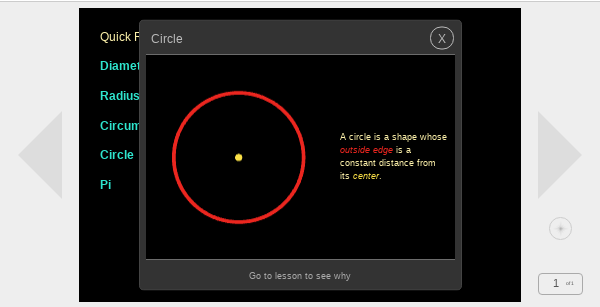 Quick F
Circle
X
Diamet
Radius
Circum
Circle
Pi
A circle is a shape whose
outside edge is a
constant distance from
its center.
Go to lesson to see why
1 of 1